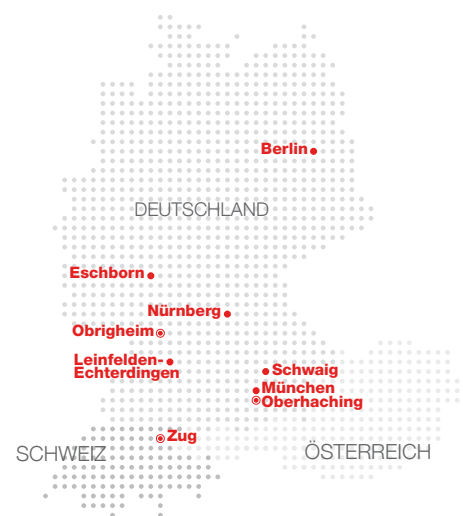 Berlin
DEUTSCHLAND
Eschborn
Nürnberg
Obrigheim
Leinfelden-
Echterdingen
Schwaig
München
Oberhaching
Zug
SCHWEIZ
ÖSTERREICH